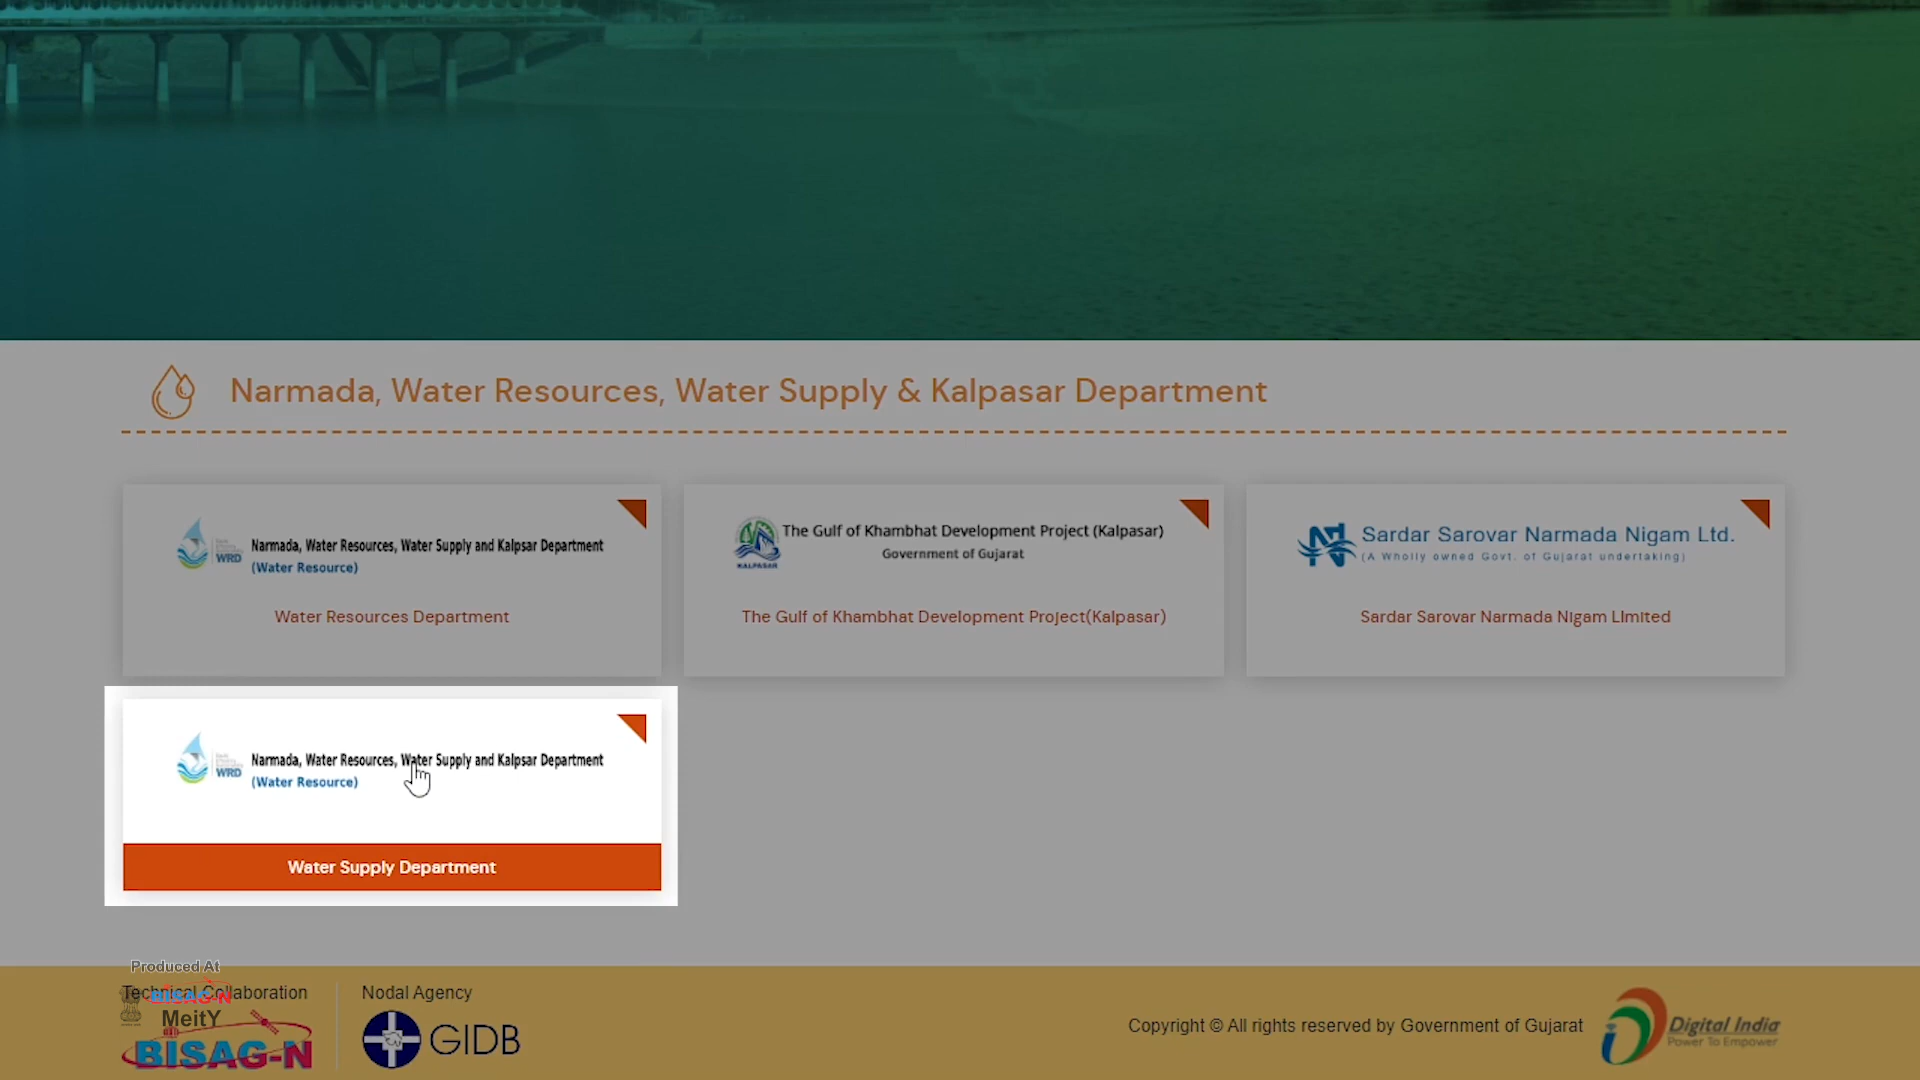 Narmada, Water Resources, Water Supply & Kalpasar Department
WRD
Narmada, Water Resources, Water Supply and Kalpsar Department
(Water Resource)
Water Resources Department
KALPASAR
The Gulf of Khambhat Development Project (Kalpasar)
Government of Gujarat
The Gulf of Khambhat Development Project(Kalpasar)
Sardar Sarovar Narmada Nigam Ltd.
(A Wholly owned Govt. of Gujarat undertaking)
Sardar Sarovar Narmada Nigam LImited
WRD
Narmada, Water Resources, Water Supply and Kalpsar Department
(Water Resource)
Water Supply Department
Produced At
BISAG-N
MeitY
Technical Collaboration
BISAG-N
Nodal Agency
GIDB
Copyright © All rights reserved by Government of Gujarat
Digital India
Power To Empower